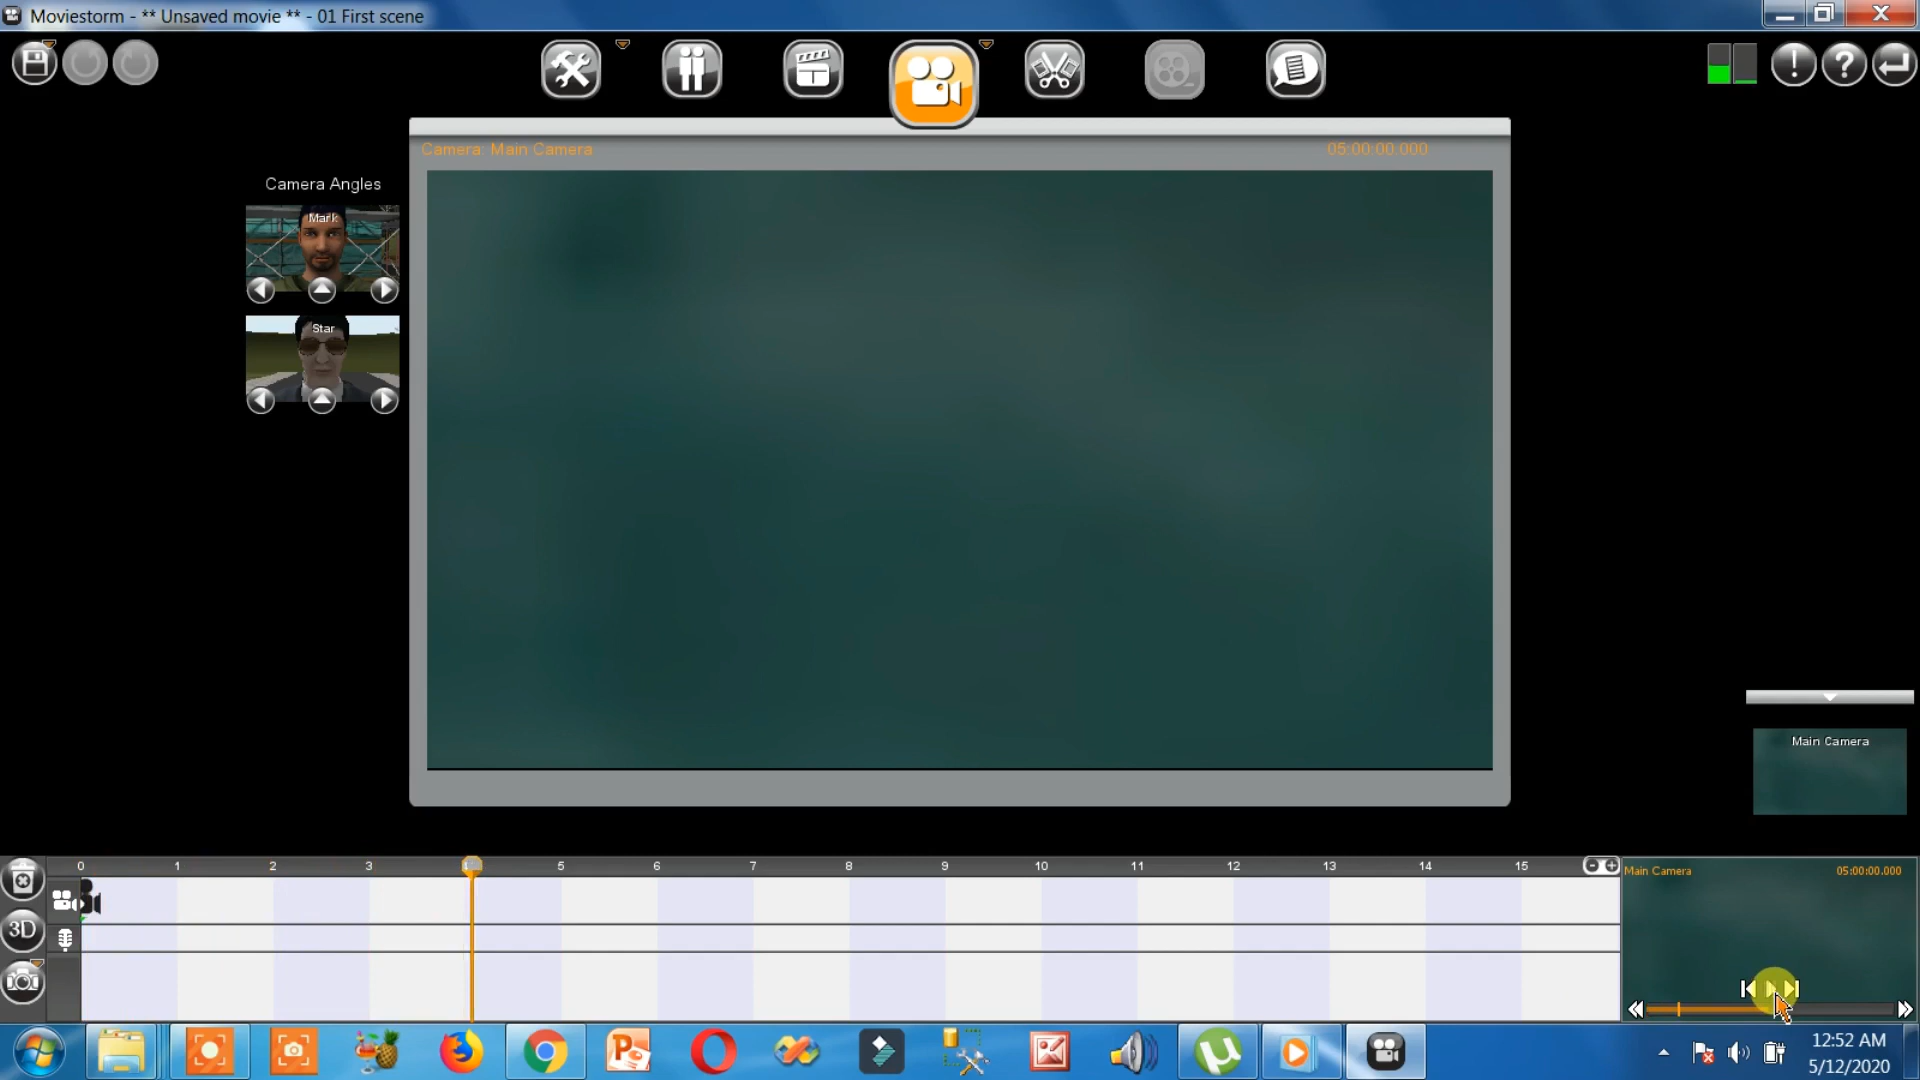 Moviestorm - ** Unsaved movie ** - 01 First scene
Camera: Main Camera
05:00:00.000
Camera Angles
Mark
Star
Main Camera
0 1 2 3 5 6 7 8 9 10 11 12 13 14 15
Main Camera
05:00:00.000
3D
12:52 AM
5/12/2020